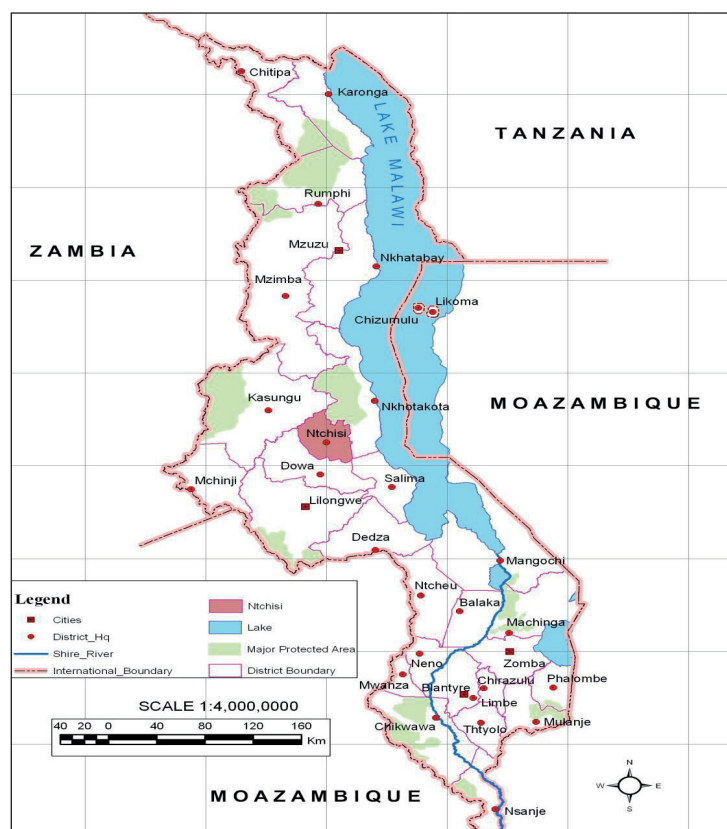 Chitipa
Karonga
LAKE MALAWI
TANZANIA
Rumphi
ZAMBIA
Mzuzu
Nkhatabay
Mzimba
Likoma
Chizumulu
Kasungu
Nkhotakota
MOAZAMBIQUE
Ntchisi
Dowa
Mchinji
Salima
Lilongwe
Dedza
Mangochi
Ntcheu
Balaka
Machinga
Neno
Zomba
Mwanza
Chirazulu
Phalombe
Blantyre
Limbe
Chikwawa
Thtyolo
Mulanje
Nsanje
MOAZAMBIQUE
Legend
Cities
District_Hq
Shire_River
International_Boundary
Ntchisi
Lake
Major Protected Area
District Boundary
SCALE 1:4,000,0000
40 20 0 40 80 120 160
Km
N
W E
S